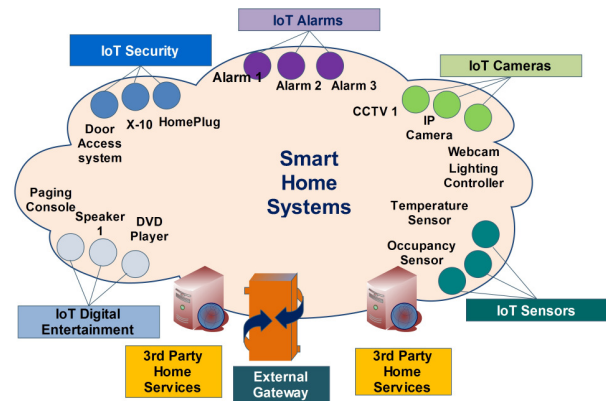 IoT Alarms
IoT Security
IoT Cameras
Alarm 1
Alarm 2
Alarm 3
Door
Access
system
X-10
HomePlug
CCTV 1
IP
Camera
Webcam
Lighting
Controller
Smart
Home
Systems
Paging
Console
Speaker
1
DVD
Player
Temperature
Sensor
Occupancy
Sensor
IoT Digital
Entertainment
IoT Sensors
3rd Party
Home
Services
External
Gateway
3rd Party
Home
Services